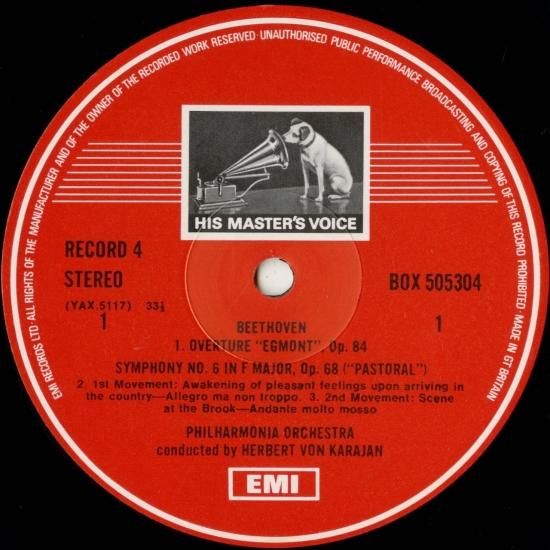 EMI RECORDS LTD · ALL RIGHTS OF THE MANUFACTURER AND OF THE OWNER OF THE RECORDED WORK RESERVED · UNAUTHORISED PUBLIC PERFORMANCE BROADCASTING AND COPYING OF THIS RECORD PROHIBITED · MADE IN GT BRITAIN
HIS MASTER'S VOICE
RECORD 4
STEREO
BOX 505304
(YAX.5117) 33⅓
1
1
BEETHOVEN
1. OVERTURE "EGMONT", Op. 84
SYMPHONY NO. 6 IN F MAJOR, Op. 68 ("PASTORAL")
2. 1st Movement: Awakening of pleasant feelings upon arriving in
the country—Allegro ma non troppo. 3. 2nd Movement: Scene
at the Brook—Andante molto mosso
PHILHARMONIA ORCHESTRA
conducted by HERBERT VON KARAJAN
EMI